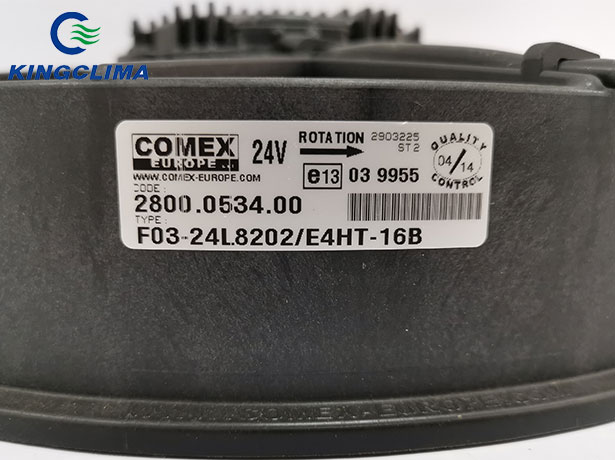 KINGCLIMA
COMEX
EUROPE
24V
ROTATION
2903225
ST2
WWW.COMEX-EUROPE.COM
e13
03 9955
QUALITY
04/14
CONTROL
CODE:
2800.0534.00
TYPE:
F03-24L8202/E4HT-16B